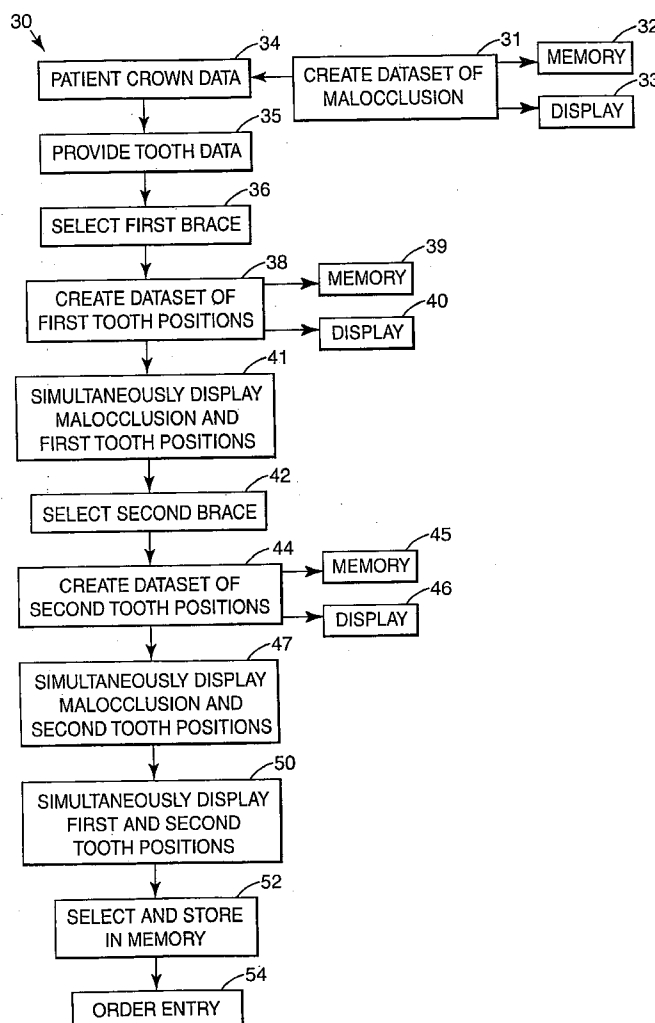 30
34
PATIENT CROWN DATA
31
CREATE DATASET OF
MALOCCLUSION
32
MEMORY
33
DISPLAY
35
PROVIDE TOOTH DATA
36
SELECT FIRST BRACE
38
CREATE DATASET OF
FIRST TOOTH POSITIONS
39
MEMORY
40
DISPLAY
41
SIMULTANEOUSLY DISPLAY
MALOCCLUSION AND
FIRST TOOTH POSITIONS
42
SELECT SECOND BRACE
44
CREATE DATASET OF
SECOND TOOTH POSITIONS
45
MEMORY
46
DISPLAY
47
SIMULTANEOUSLY DISPLAY
MALOCCLUSION AND
SECOND TOOTH POSITIONS
50
SIMULTANEOUSLY DISPLAY
FIRST AND SECOND
TOOTH POSITIONS
52
SELECT AND STORE
IN MEMORY
54
ORDER ENTRY